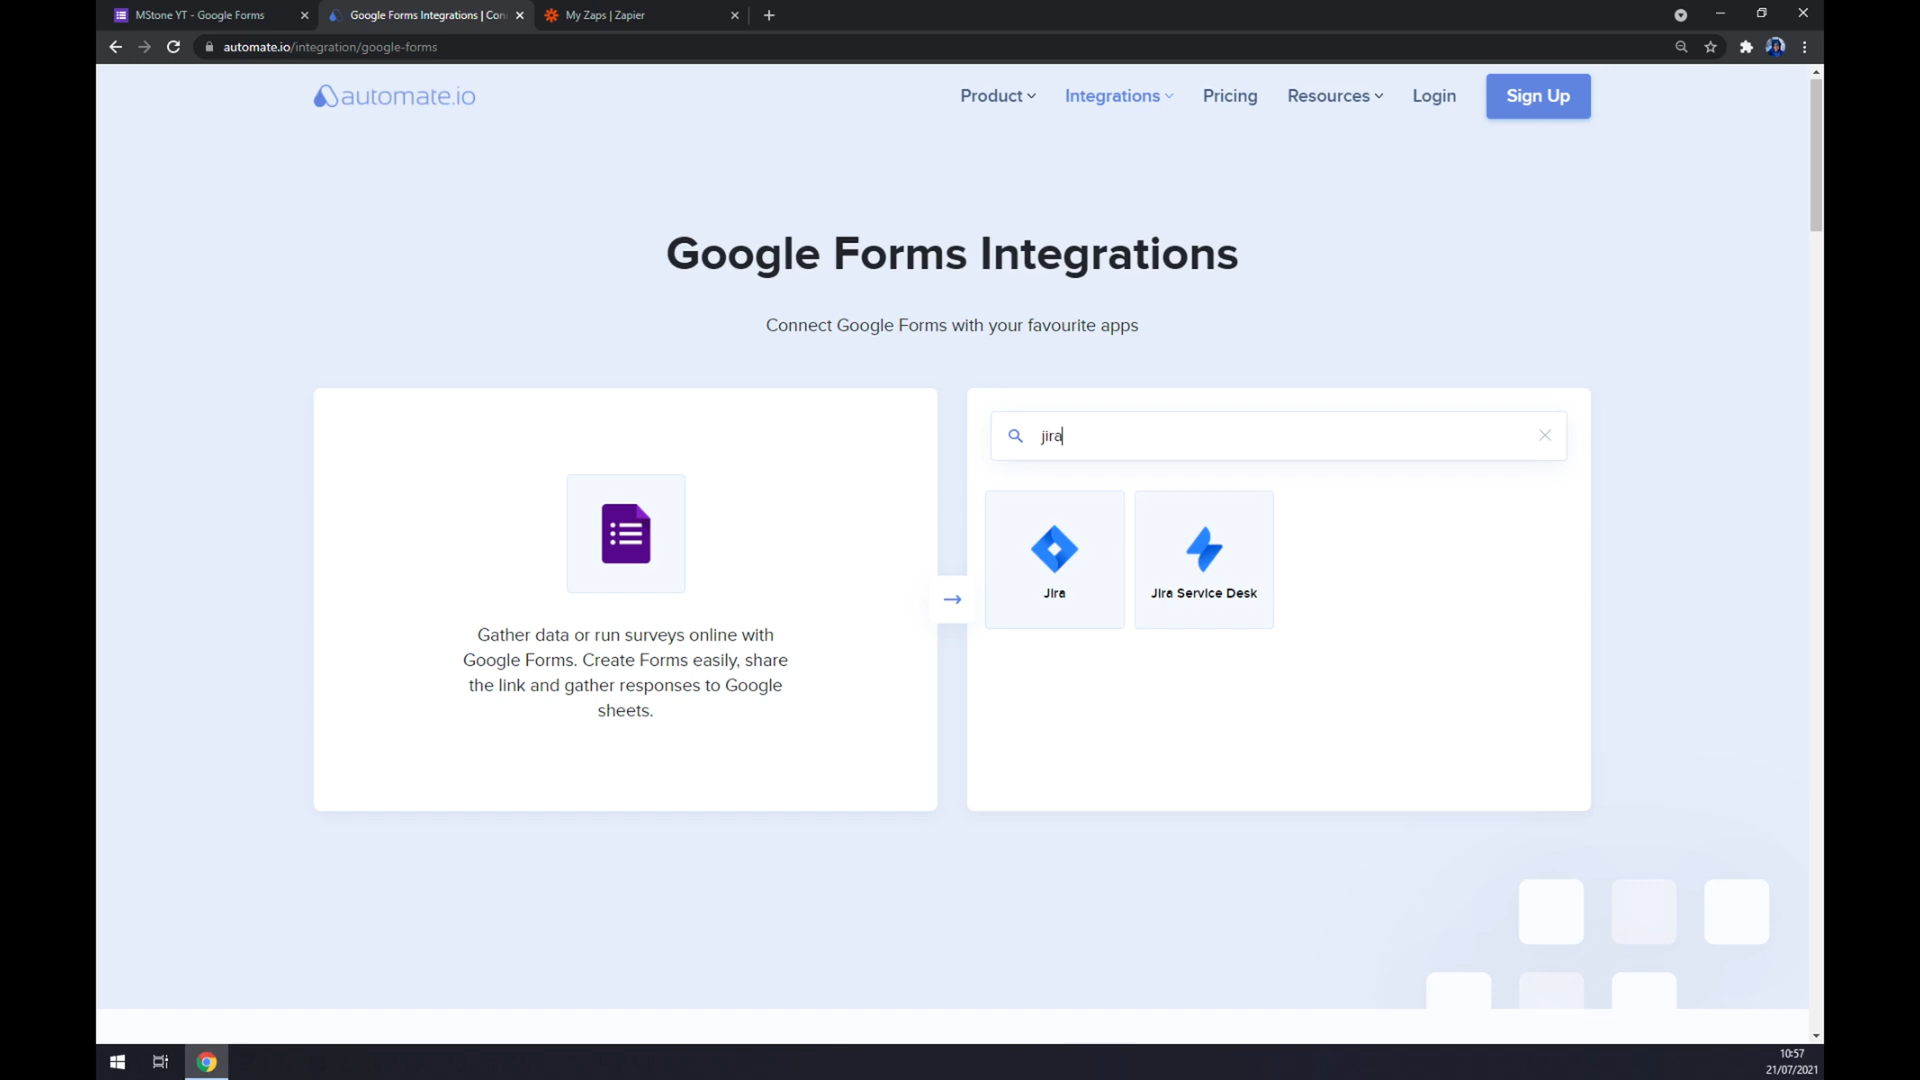 MStone YT - Google Forms
Google Forms Integrations | Con
My Zaps | Zapier
automate.io/integration/google-forms
automate.io
Product
Integrations
Pricing
Resources
Login
Sign Up
Google Forms Integrations
Connect Google Forms with your favourite apps
Gather data or run surveys online with
Google Forms. Create Forms easily, share
the link and gather responses to Google
sheets.
jira
Jira
Jira Service Desk
10:57
21/07/2021